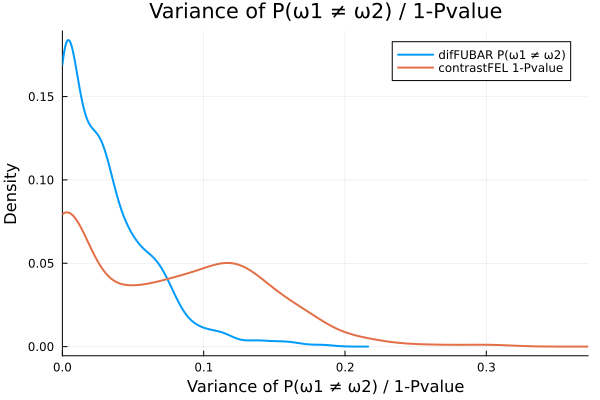 Variance of P(ω1 ≠ ω2) / 1-Pvalue
difFUBAR P(ω1 ≠ ω2)
contrastFEL 1-Pvalue
Density
0.15
0.10
0.05
0.00
0.0 0.1 0.2 0.3
Variance of P(ω1 ≠ ω2) / 1-Pvalue